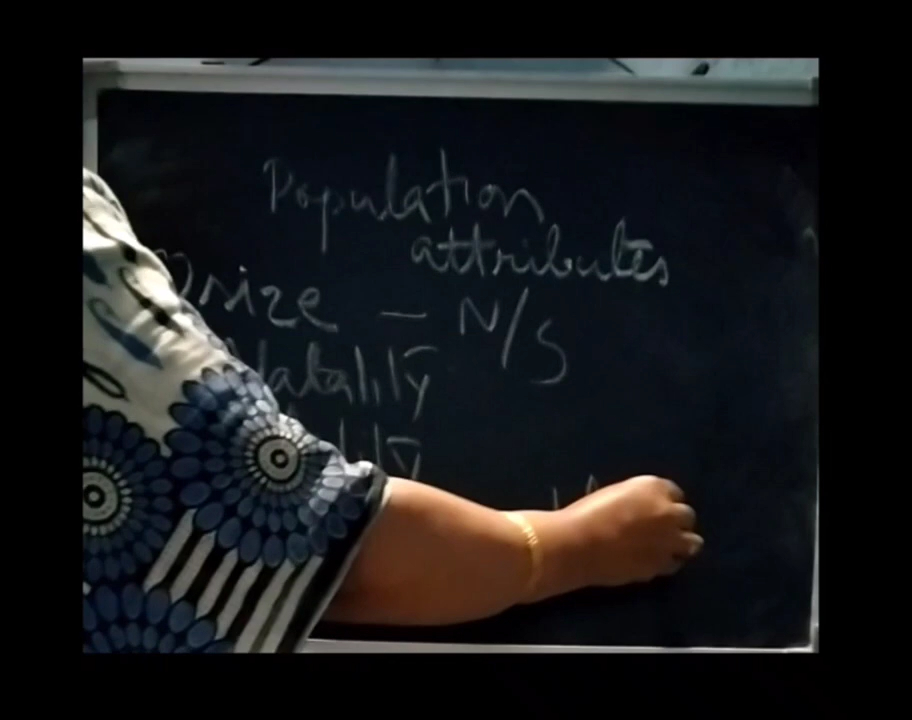 Population
attributes
size - N/S
Natality